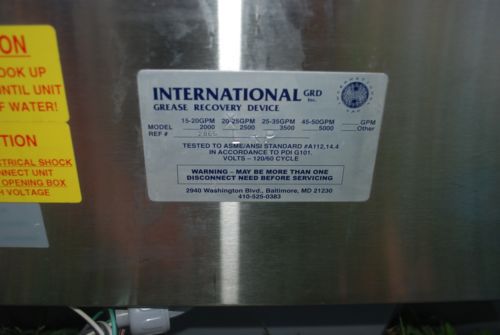 ON
OOK UP
UNTIL UNIT
F WATER!
TION
CTRICAL SHOCK
NNECT UNIT
OPENING BOX
H VOLTAGE
INTERNATIONAL GRD Inc.
GREASE RECOVERY DEVICE
15-20GPM 20-25GPM 25-35GPM 45-50GPM GPM
MODEL 2000 2500 3500 5000 Other
REF #
TESTED TO ASME/ANSI STANDARD #A112,14.4
IN ACCORDANCE TO PDI G101.
VOLTS - 120/60 CYCLE
WARNING - MAY BE MORE THAN ONE
DISCONNECT NEED BEFORE SERVICING
2940 Washington Blvd., Baltimore, MD 21230
410-525-0383